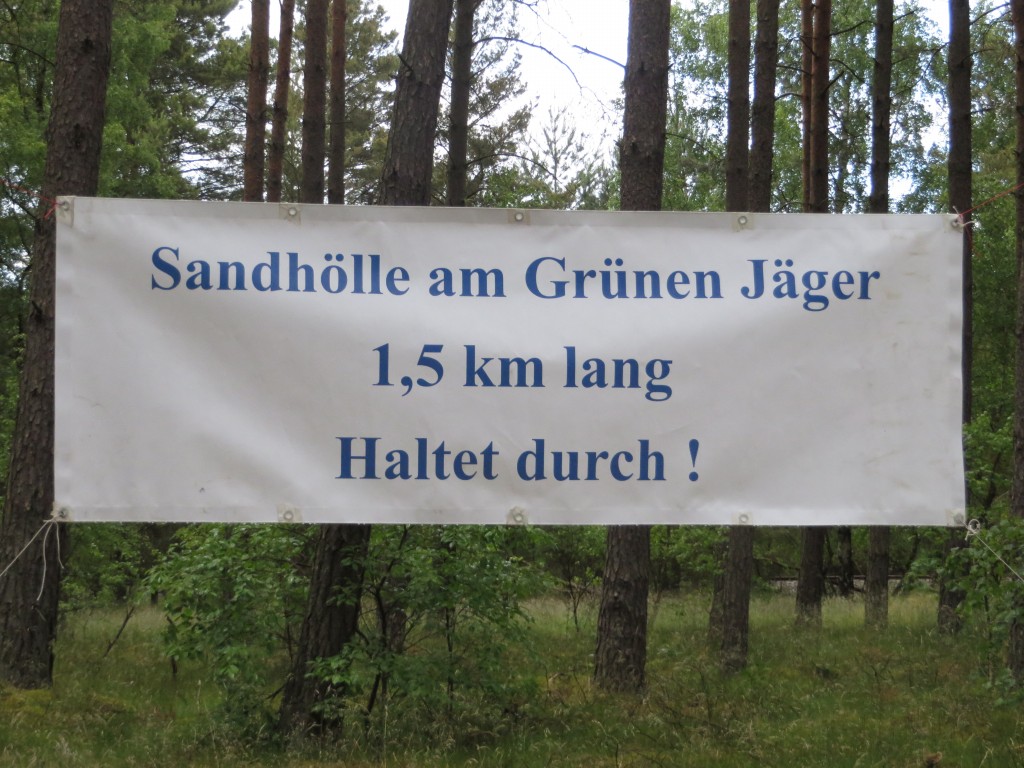 Sandhölle am Grünen Jäger
1,5 km lang
Haltet durch !